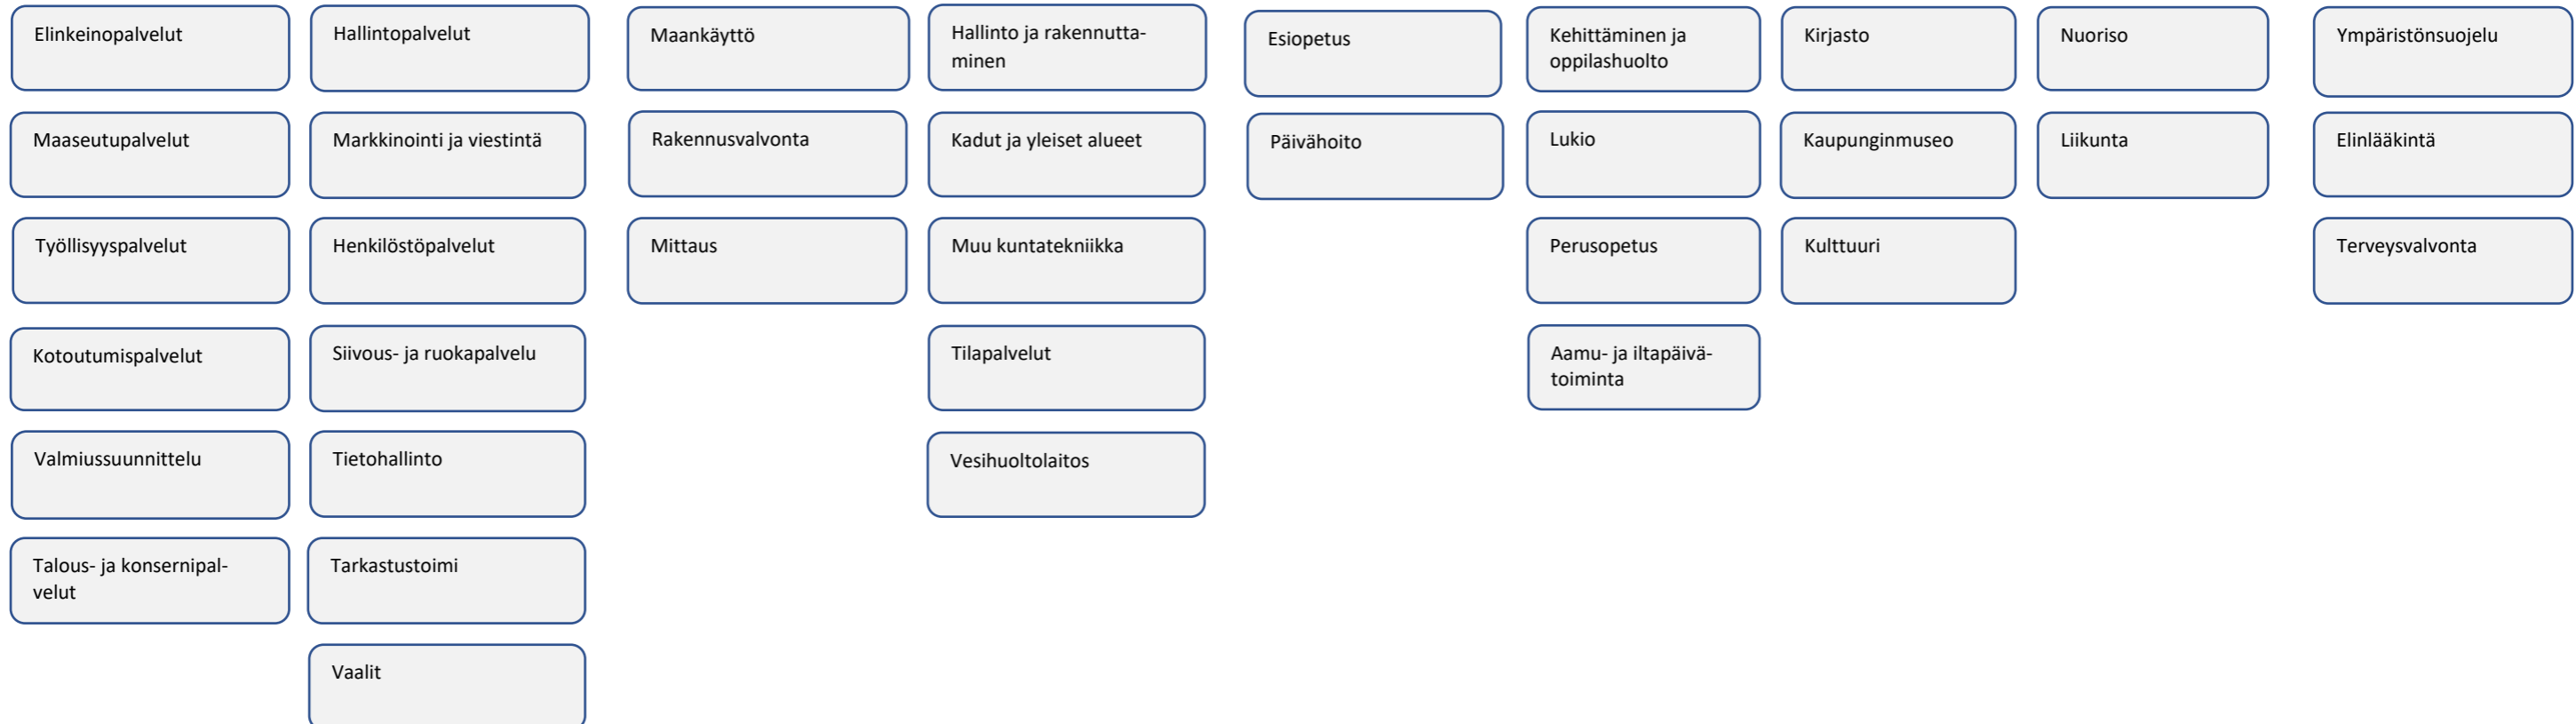 Elinkeinopalvelut
Maaseutupalvelut
Työllisyyspalvelut
Kotoutumispalvelut
Valmiussuunnittelu
Talous- ja konsernipal-
velut
Hallintopalvelut
Markkinointi ja viestintä
Henkilöstöpalvelut
Siivous- ja ruokapalvelu
Tietohallinto
Tarkastustoimi
Vaalit
Maankäyttö
Rakennusvalvonta
Mittaus
Hallinto ja rakennutta-
minen
Kadut ja yleiset alueet
Muu kuntatekniikka
Tilapalvelut
Vesihuoltolaitos
Esiopetus
Päivähoito
Kehittäminen ja
oppilashuolto
Lukio
Perusopetus
Aamu- ja iltapäivä-
toiminta
Kirjasto
Kaupunginmuseo
Kulttuuri
Nuoriso
Liikunta
Ympäristönsuojelu
Elinlääkintä
Terveysvalvonta